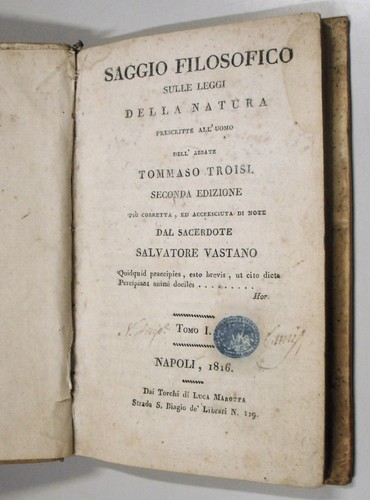 SAGGIO FILOSOFICO
SULLE LEGGI
DELLA NATURA
PRESCRITTE ALL'UOMO
DELL' ABBATE
TOMMASO TROISI.
SECONDA EDIZIONE
PIÙ CORRETTA, ED ACCRESCIUTA DI NOTE
DAL SACERDOTE
SALVATORE VASTANO
Quidquid praecipies, esto brevis, ut cito dicta
Percipiant animi dociles . . . . . . . . .
Hor.
TOMO I.
NAPOLI, 1816.
Dai Torchi di LUCA MAROTTA
Strada S. Biagio de' Librari N. 119.